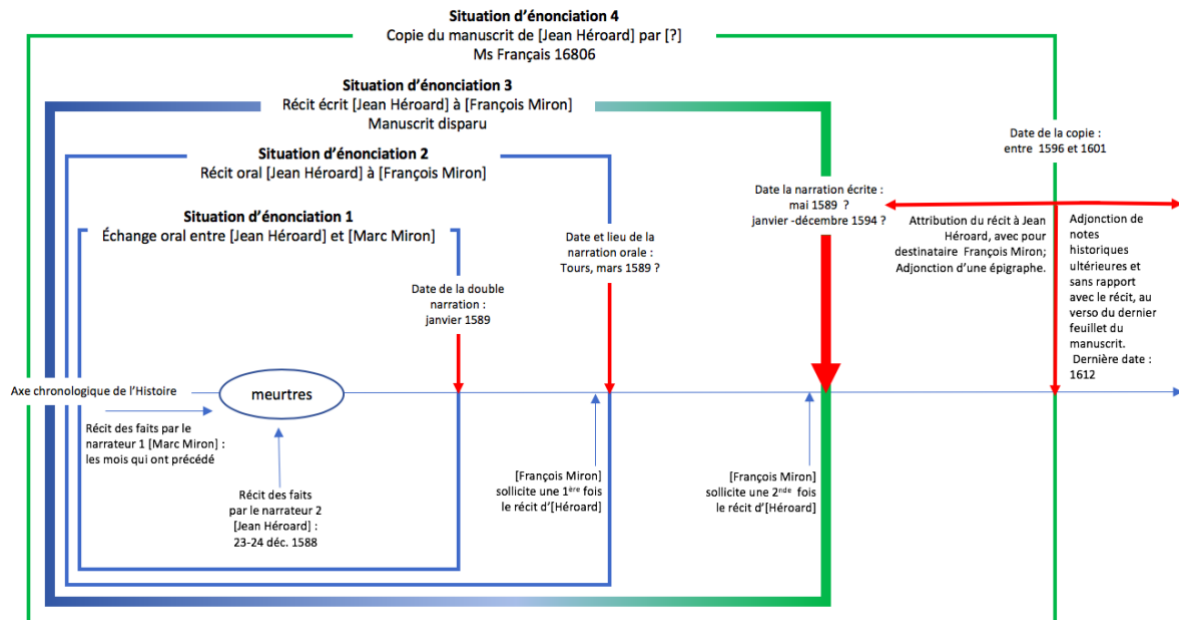 Situation d’énonciation 4
Copie du manuscrit de [Jean Héroard] par [?]
Ms Français 16806
Situation d’énonciation 3
Récit écrit [Jean Héroard] à [François Miron]
Manuscrit disparu
Situation d’énonciation 2
Récit oral [Jean Héroard] à [François Miron]
Situation d’énonciation 1
Échange oral entre [Jean Héroard] et [Marc Miron]
Date de la double
narration :
janvier 1589
Date et lieu de la
narration orale :
Tours, mars 1589 ?
Date la narration écrite :
mai 1589 ?
janvier -décembre 1594 ?
Date de la copie :
entre 1596 et 1601
Attribution du récit à Jean
Héroard, avec pour
destinataire François Miron;
Adjonction d’une épigraphe.
Adjonction de
notes
historiques
ultérieures et
sans rapport
avec le récit, au
verso du dernier
feuillet du
manuscrit.
Dernière date :
1612
Axe chronologique de l’Histoire
meurtres
Récit des faits par le
narrateur 1 [Marc Miron] :
les mois qui ont précédé
Récit des faits
par le narrateur 2
[Jean Héroard] :
23-24 déc. 1588
[François Miron]
sollicite une 1ère fois
le récit d’[Héroard]
[François Miron]
sollicite une 2nde fois
le récit d’[Héroard]